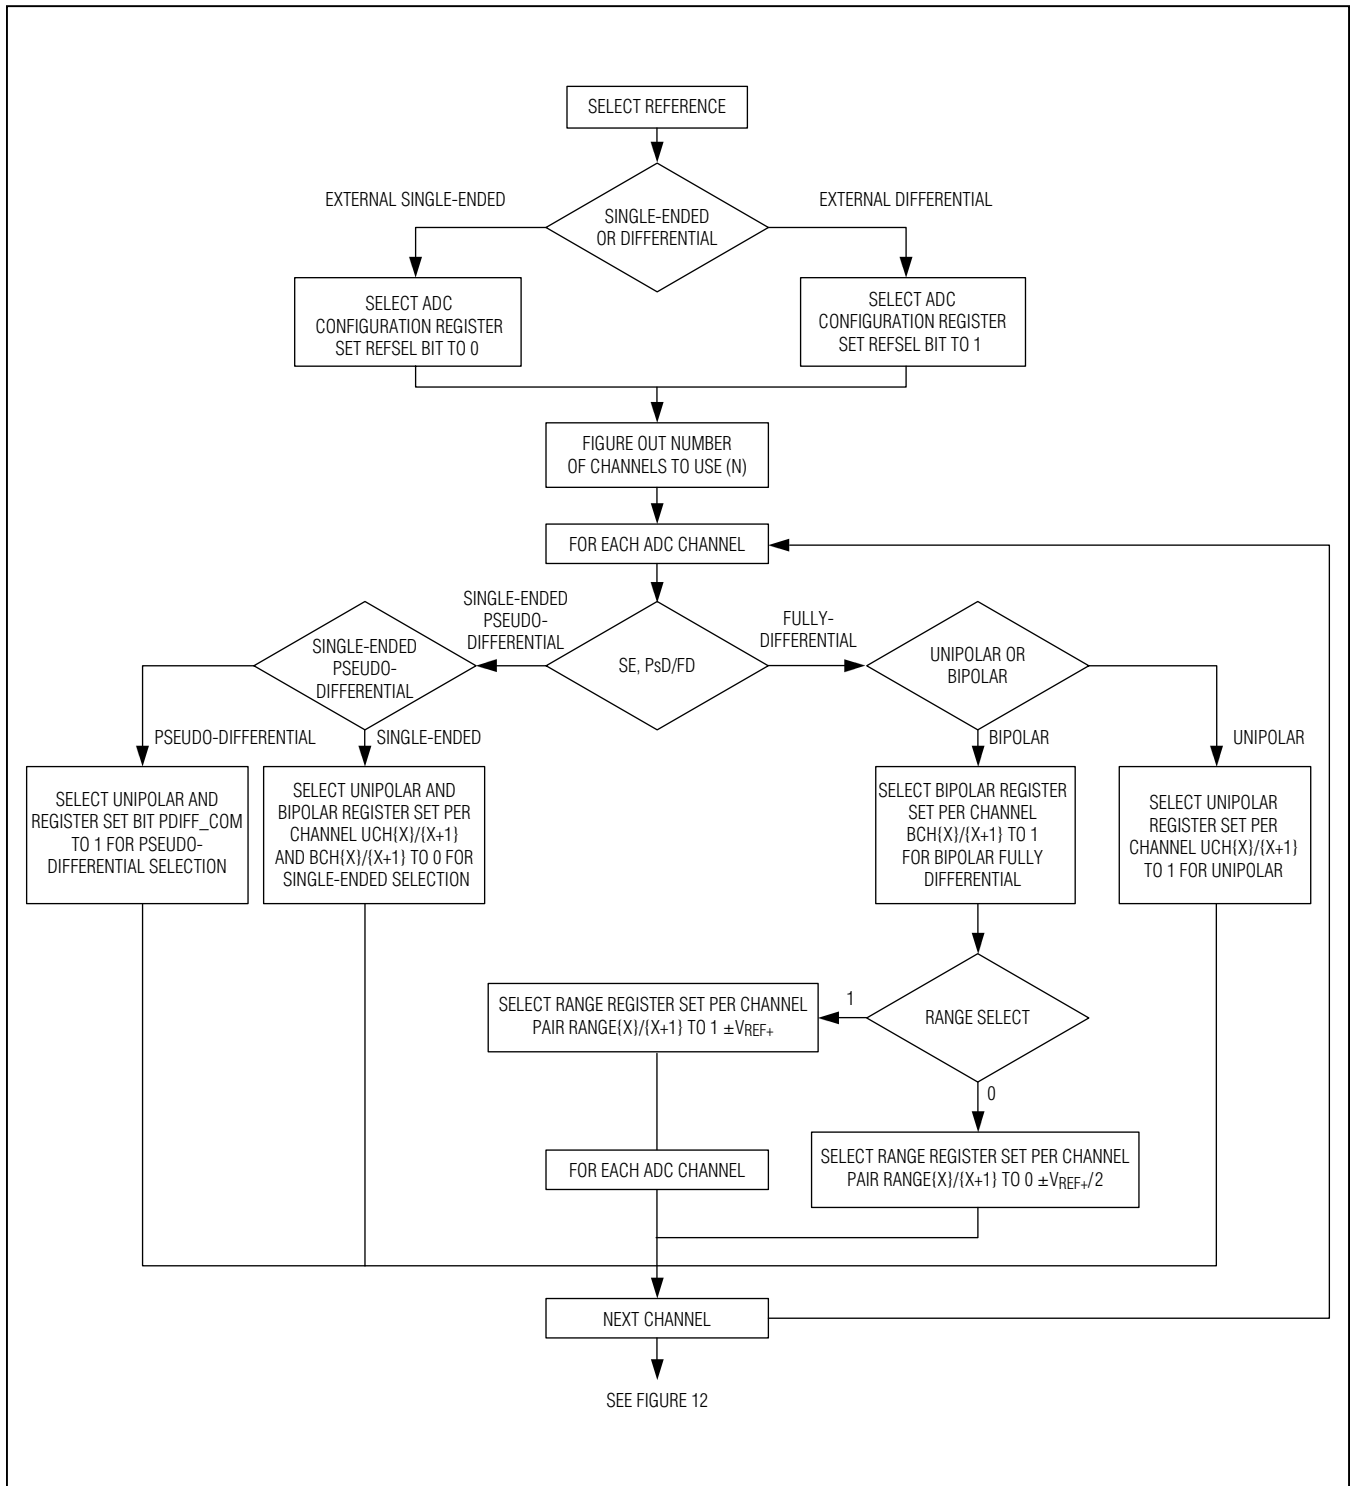 SELECT REFERENCE
EXTERNAL SINGLE-ENDED
EXTERNAL DIFFERENTIAL
SINGLE-ENDED
OR DIFFERENTIAL
SELECT ADC
CONFIGURATION REGISTER
SET REFSEL BIT TO 0
SELECT ADC
CONFIGURATION REGISTER
SET REFSEL BIT TO 1
FIGURE OUT NUMBER
OF CHANNELS TO USE (N)
FOR EACH ADC CHANNEL
SINGLE-ENDED
PSEUDO-
DIFFERENTIAL
SINGLE-ENDED
PSEUDO-
DIFFERENTIAL
SE, PsD/FD
FULLY-
DIFFERENTIAL
UNIPOLAR OR
BIPOLAR
PSEUDO-DIFFERENTIAL
SINGLE-ENDED
BIPOLAR
UNIPOLAR
SELECT UNIPOLAR AND
REGISTER SET BIT PDIFF_COM
TO 1 FOR PSEUDO-
DIFFERENTIAL SELECTION
SELECT UNIPOLAR AND
BIPOLAR REGISTER SET PER
CHANNEL UCH{X}/{X+1}
AND BCH{X}/{X+1} TO 0 FOR
SINGLE-ENDED SELECTION
SELECT BIPOLAR REGISTER
SET PER CHANNEL
BCH{X}/{X+1} TO 1
FOR BIPOLAR FULLY
DIFFERENTIAL
SELECT UNIPOLAR
REGISTER SET PER
CHANNEL UCH{X}/{X+1}
TO 1 FOR UNIPOLAR
SELECT RANGE REGISTER SET PER CHANNEL
PAIR RANGE{X}/{X+1} TO 1 ±VREF+
1
RANGE SELECT
0
FOR EACH ADC CHANNEL
SELECT RANGE REGISTER SET PER CHANNEL
PAIR RANGE{X}/{X+1} TO 0 ±VREF+/2
NEXT CHANNEL
SEE FIGURE 12